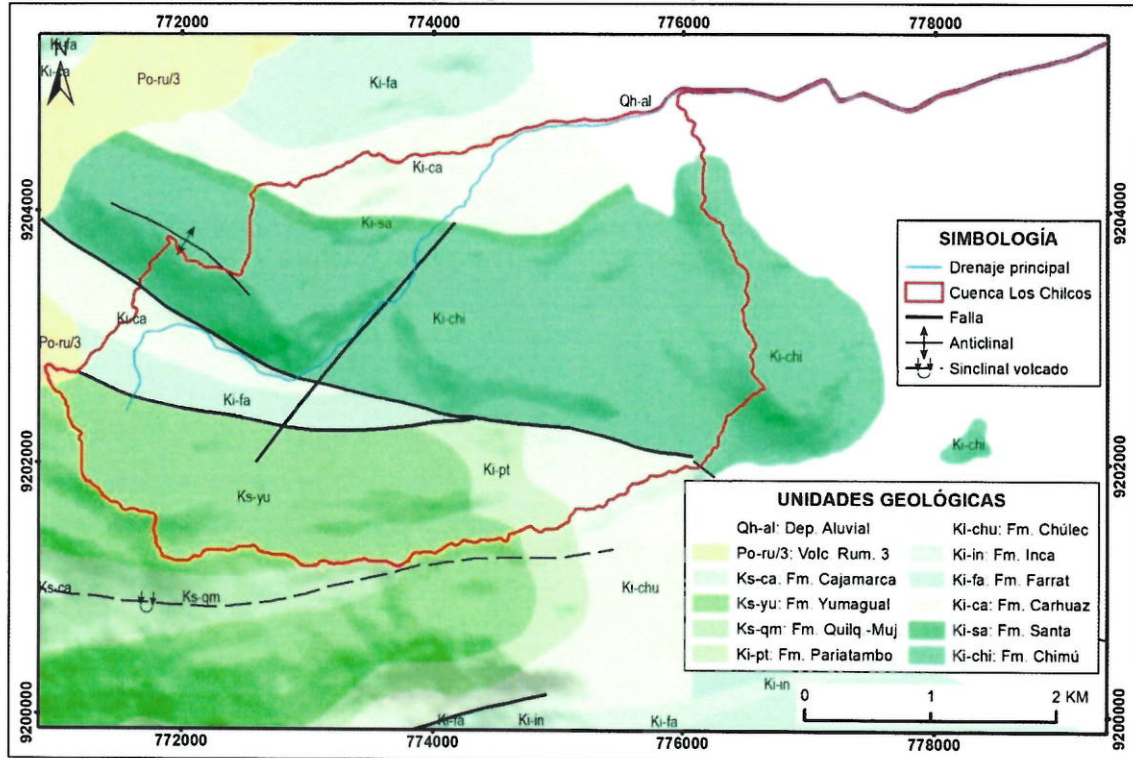 772000 774000 776000 778000
Ki-fa
N
Ki-ca
Po-ru/3
Ki-fa
Qh-al
Ki-ca
9204000
9204000
Ki-sa
SIMBOLOGÍA
Drenaje principal
Cuenca Los Chilcos
Falla
Anticlinal
Sinclinal volcado
Ki-ca
Ki-chi
Po-ru/3
Ki-chi
Ki-fa
Ki-chi
9202000
9202000
Ki-pt
Ks-yu
UNIDADES GEOLÓGICAS
Qh-al: Dep. Aluvial
Po-ru/3: Volc. Rum. 3
Ks-ca. Fm. Cajamarca
Ks-yu: Fm. Yumagual
Ks-qm: Fm. Quilq.-Muj
Ki-pt: Fm. Pariatambo
Ki-chu: Fm. Chúlec
Ki-in: Fm. Inca
Ki-fa: Fm. Farrat
Ki-ca: Fm. Carhuaz
Ki-sa: Fm. Santa
Ki-chi: Fm. Chimú
Ks-ca
Ks-qm
Ki-chu
Ki-in
0 1 2 KM
Ki-fa
Ki-in
Ki-fa
9200000
9200000
772000 774000 776000 778000